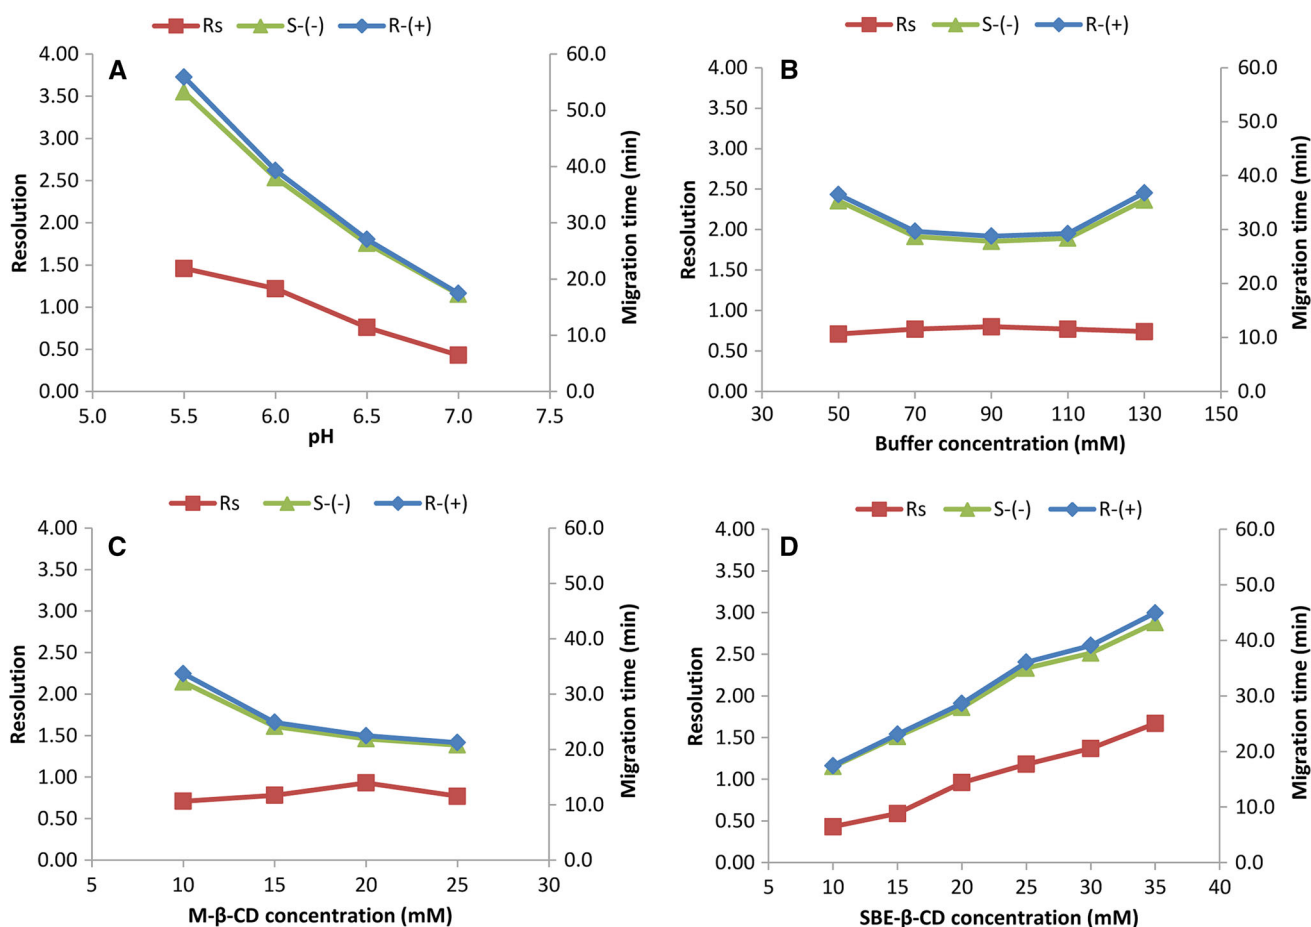 Rs S-(-) R-(+)
A
4.00
3.50
3.00
2.50
2.00
1.50
1.00
0.50
0.00
Resolution
60.0
50.0
40.0
30.0
20.0
10.0
0.0
Migration time (min)
5.0 5.5 6.0 6.5 7.0 7.5
pH
Rs S-(-) R-(+)
B
4.00
3.50
3.00
2.50
2.00
1.50
1.00
0.50
0.00
Resolution
60.0
50.0
40.0
30.0
20.0
10.0
0.0
Migration time (min)
30 50 70 90 110 130 150
Buffer concentration (mM)
Rs S-(-) R-(+)
C
4.00
3.50
3.00
2.50
2.00
1.50
1.00
0.50
0.00
Resolution
60.0
50.0
40.0
30.0
20.0
10.0
0.0
Migration time (min)
5 10 15 20 25 30
M-β-CD concentration (mM)
Rs S-(-) R-(+)
D
4.00
3.50
3.00
2.50
2.00
1.50
1.00
0.50
0.00
Resolution
60.0
50.0
40.0
30.0
20.0
10.0
0.0
Migration time (min)
5 10 15 20 25 30 35 40
SBE-β-CD concentration (mM)